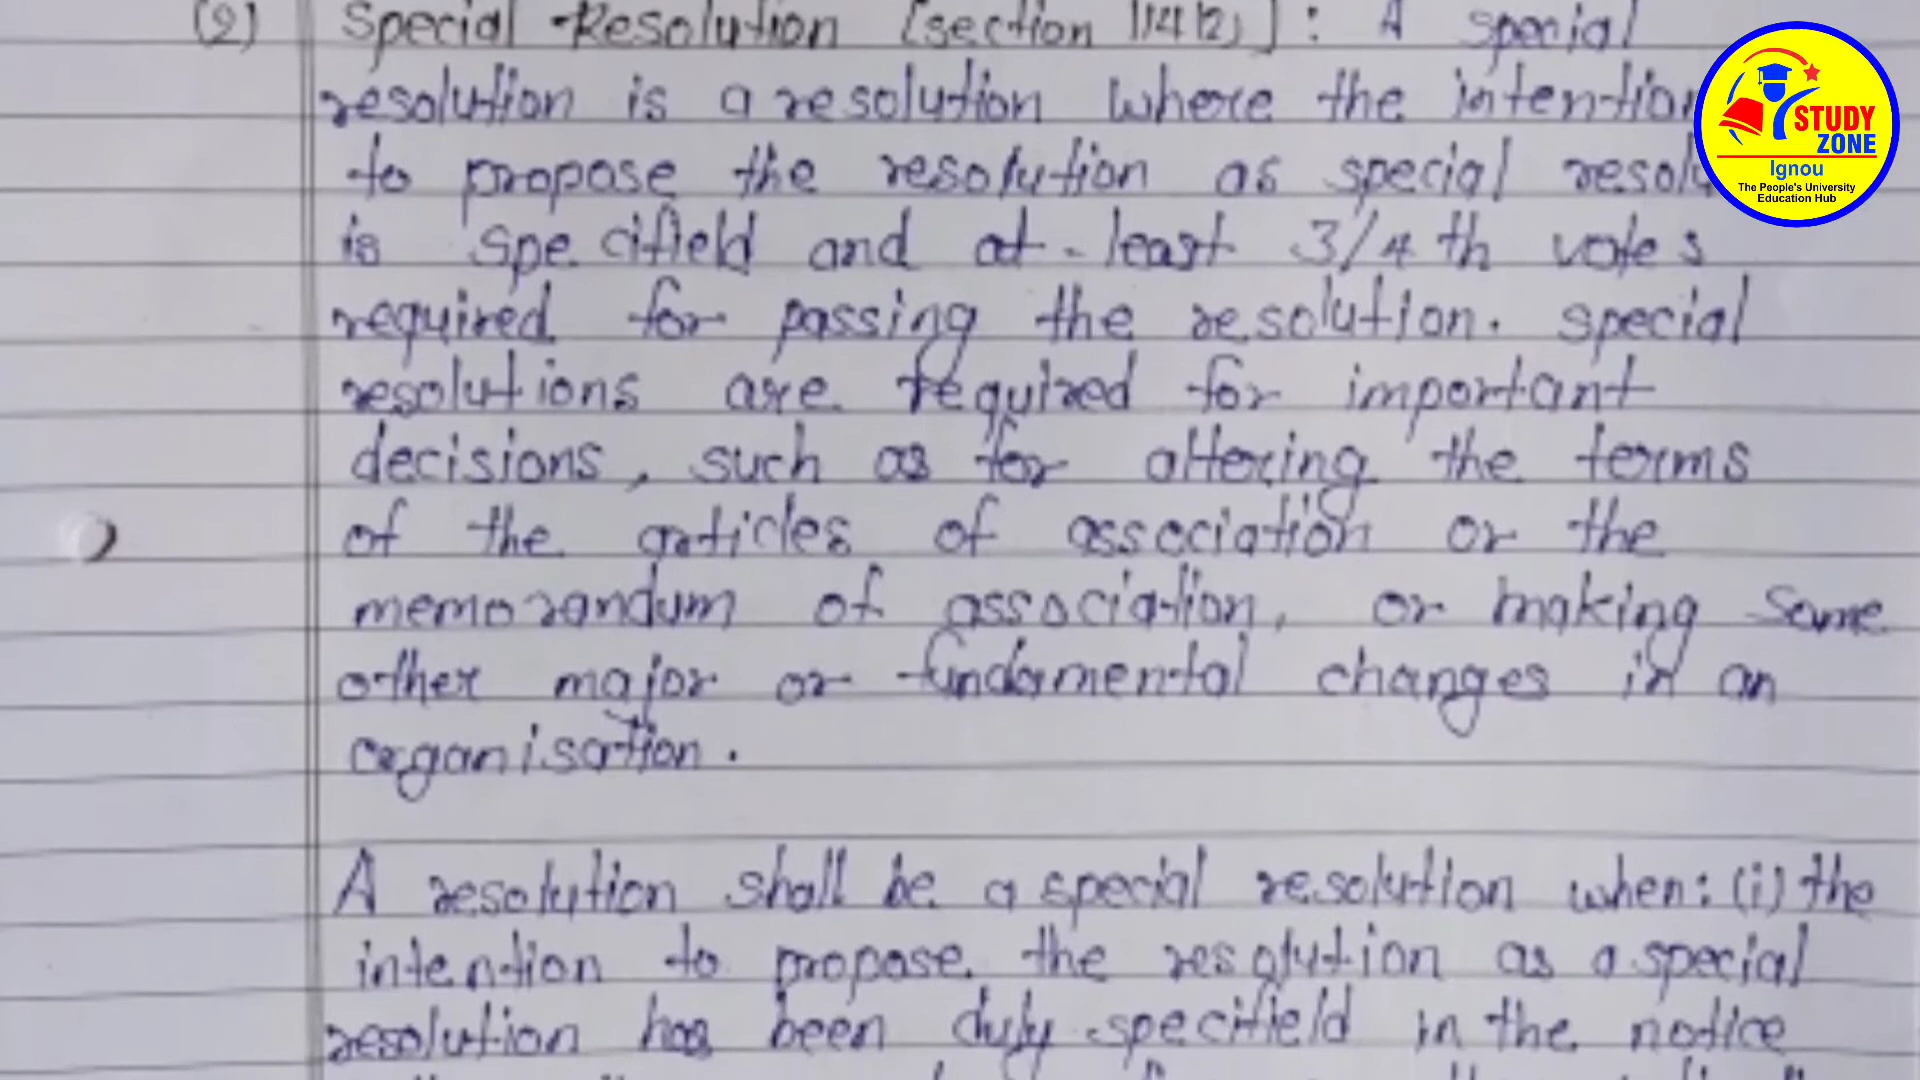 (2) Special Resolution [section 114(2)] : A special
resolution is a resolution where the intention
to propose the resolution as special resolu
is specifield and at-least 3/4 th votes
required for passing the resolution. special
resolutions are required for important
decisions, such as for altering the terms
of the articles of association or the
memorandum of association, or making some
other major or fundamental changes in an
organisation.
A resolution shall be a special resolution when: (i) the
intention to propose the resolution as a special
resolution has been duly specifield in the notice
STUDY
ZONE
Ignou
The People's University
Education Hub